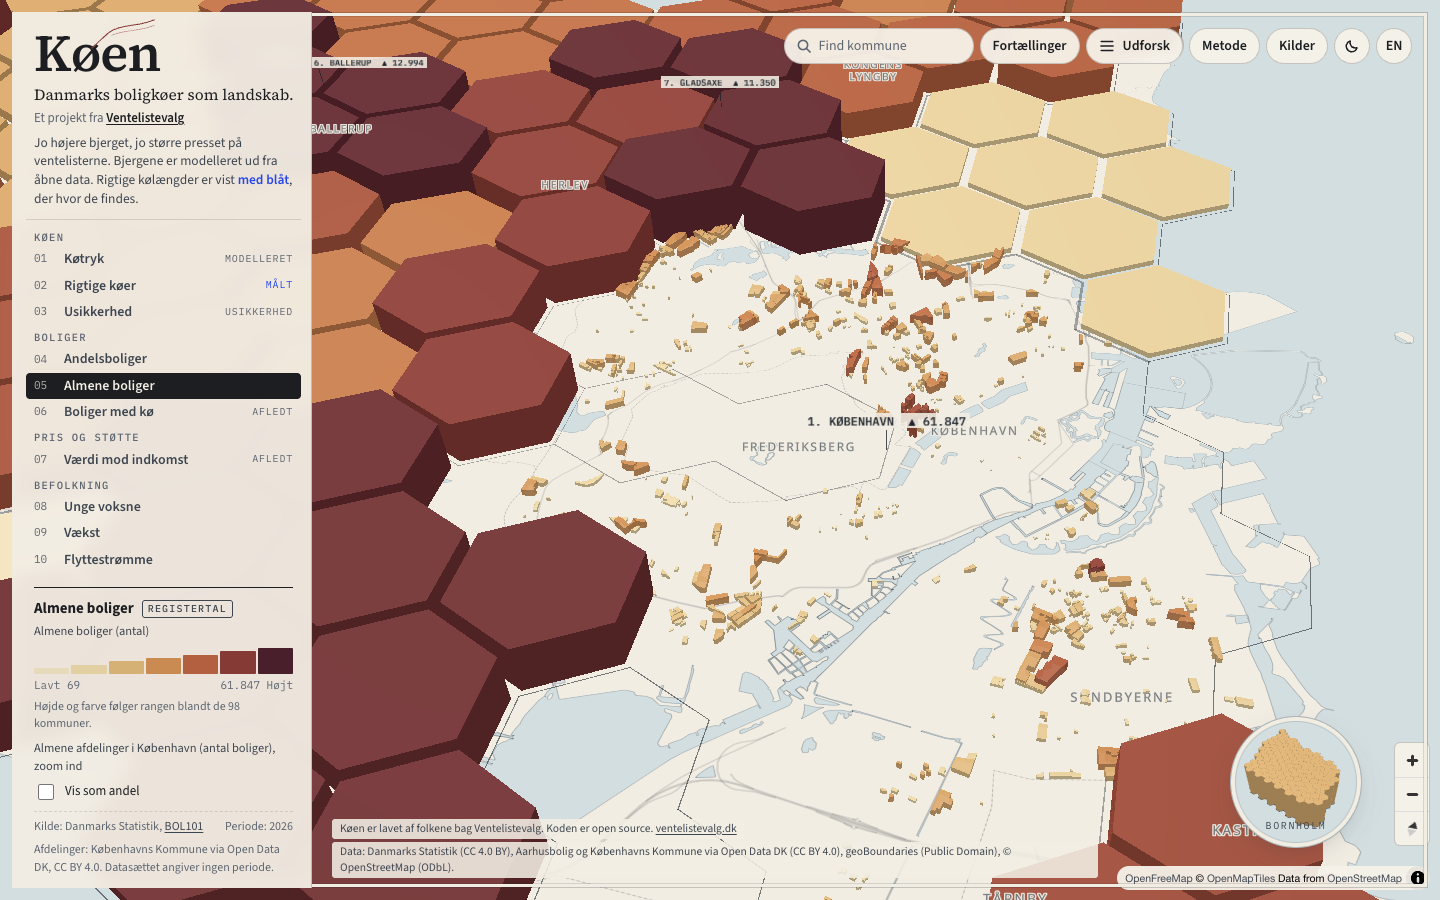 Køen
Danmarks boligkøer som landskab.
Et projekt fra Ventelistevalg
Jo højere bjerget, jo større presset på
ventelisterne. Bjergene er modelleret ud fra
åbne data. Rigtige kølængder er vist med blåt,
der hvor de findes.
KØEN
01 Køtryk MODELLERET
02 Rigtige køer MÅLT
03 Usikkerhed USIKKERHED
BOLIGER
04 Andelsboliger
05 Almene boliger
06 Boliger med kø AFLEDT
PRIS OG STØTTE
07 Værdi mod indkomst AFLEDT
BEFOLKNING
08 Unge voksne
09 Vækst
10 Flyttestrømme
Almene boliger REGISTERTAL
Almene boliger (antal)
Lavt 69 61.847 Højt
Højde og farve følger rangen blandt de 98
kommuner.
Almene afdelinger i København (antal boliger),
zoom ind
Vis som andel
Kilde: Danmarks Statistik, BOL101 Periode: 2026
Afdelinger: Københavns Kommune via Open Data
DK, CC BY 4.0. Datasættet angiver ingen periode.
Find kommune
Fortællinger
Udforsk
Metode
Kilder
EN
6. BALLERUP ▲ 12.994
7. GLADSAXE ▲ 11.350
KONGENS
LYNGBY
BALLERUP
HERLEV
1. KØBENHAVN ▲ 61.847
KØBENHAVN
FREDERIKSBERG
SUNDBYERNE
BORNHOLM
TÅRNBY
Køen er lavet af folkene bag Ventelistevalg. Koden er open source. ventelistevalg.dk
Data: Danmarks Statistik (CC 4.0 BY), Aarhusbolig og Københavns Kommune via Open Data DK (CC BY 4.0), geoBoundaries (Public Domain), ©
OpenStreetMap (ODbL).
OpenFreeMap © OpenMapTiles Data from OpenStreetMap